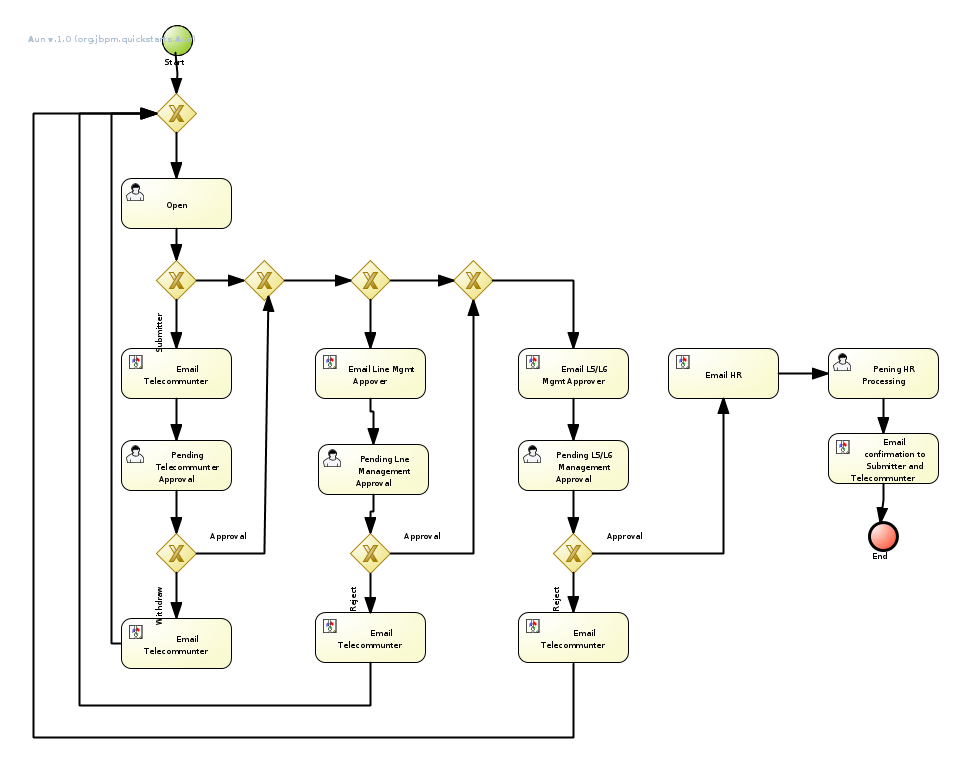 Aun v.1.0 (org.jbpm.quickstarts.
Start
Open
Submitter
Email
Telecommunter
Email Line Mgmt
Appover
Email L5/L6
Mgmt Approver
Email HR
Pening HR
Processing
Pending
Telecommunter
Approval
Pending Lne
Management
Approval
Pending L5/L6
Management
Approval
Email
confirmation to
Submitter and
Telecommunter
Approval
Approval
Approval
End
Withdraw
Reject
Reject
Email
Telecommunter
Email
Telecommunter
Email
Telecommunter